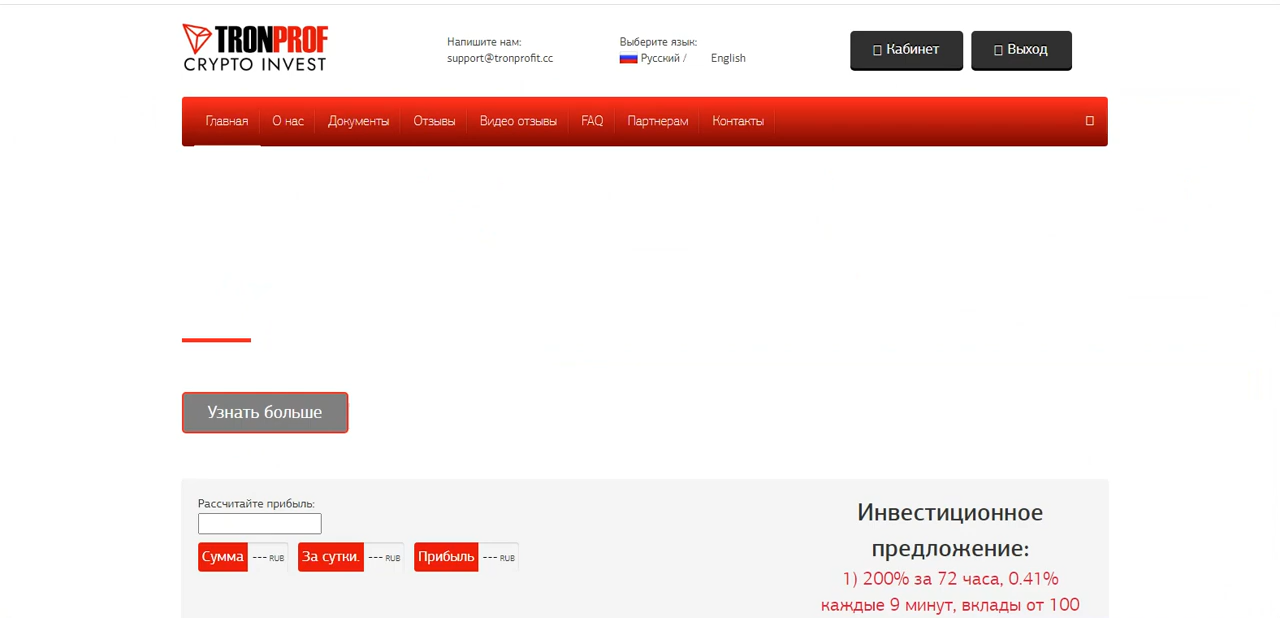 TRONPROF
CRYPTO INVEST
Напишите нам:
support@tronprofit.cc
Выберите язык:
Русский / English
Кабинет
Выход
Главная О нас Документы Отзывы Видео отзывы FAQ Партнерам Контакты
Узнать больше
Рассчитайте прибыль:
Сумма --- RUB За сутки. --- RUB Прибыль --- RUB
Инвестиционное
предложение:
1) 200% за 72 часа, 0.41%
каждые 9 минут, вклады от 100